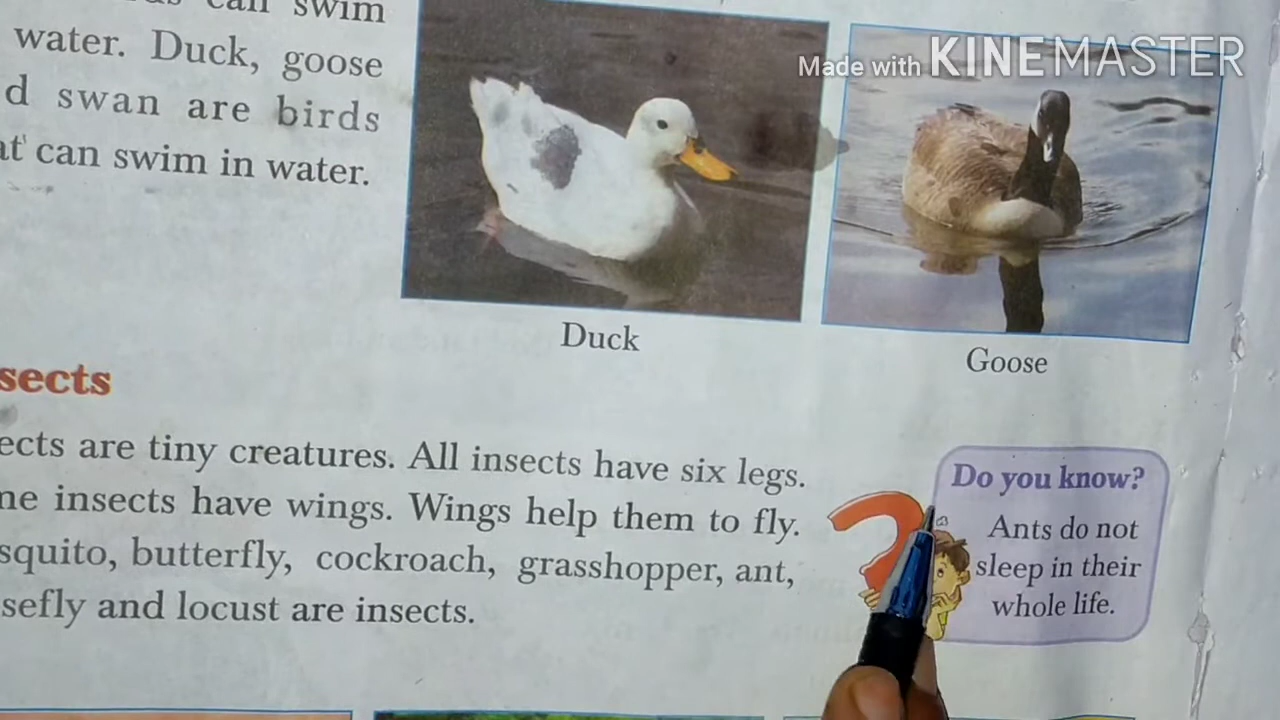 can swim
water. Duck, goose
swan are birds
can swim in water.
Made with KINEMASTER
Duck
Goose
sects
ects are tiny creatures. All insects have six legs.
ne insects have wings. Wings help them to fly.
squito, butterfly, cockroach, grasshopper, ant,
sefly and locust are insects.
Do you know?
Ants do not
sleep in their
whole life.